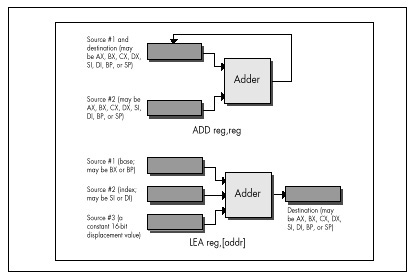 Source #1 and
destination (may
be AX, BX, CX, DX,
SI, DI, BP, or SP)
Adder
Source #2 (may be
AX, BX, CX, DX, SI,
DI, BP, or SP)
ADD reg,reg
Source #1 (base;
may be BX or BP)
Source #2 (index;
may be SI or DI)
Adder
Source #3 (a
constant 16-bit
displacement value)
Destination (may
be AX, BX, CX, DX,
SI, DI, BP, or SP)
LEA reg,[addr]